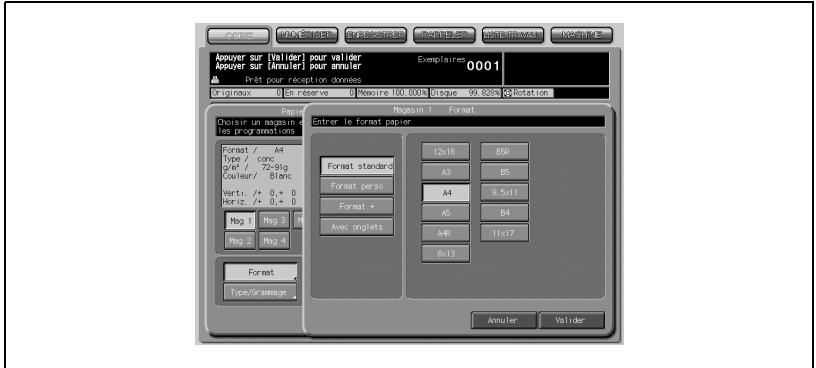 COPIE NUMÉRISER ENREGISTRER RAPPELER LISTE TRAVAUX MACHINE
Appuyer sur [Valider] pour valider
Appuyer sur [Annuler] pour annuler
Exemplaires 0001
Prêt pour réception données
Originaux 0 En réserve 0 Mémoire 100.000% Disque 99.828% Rotation
Papie
Choisir un magasin e
les programmations
Format / A4
Type / conc
g/m² / 72-91g
Couleur/ Blanc
Verti. /+ 0,+ 0
Horiz. /+ 0,+ 0
Mag 1 Mag 3 M
Mag 2 Mag 4
Format
Type/Grammage
Magasin 1 Format
Entrer le format papier
Format standard
Format perso
Format +
Avec onglets
12x18 B5R
A3 B5
A4 8.5x11
A5 B4
A4R 11x17
8x13
Annuler Valider